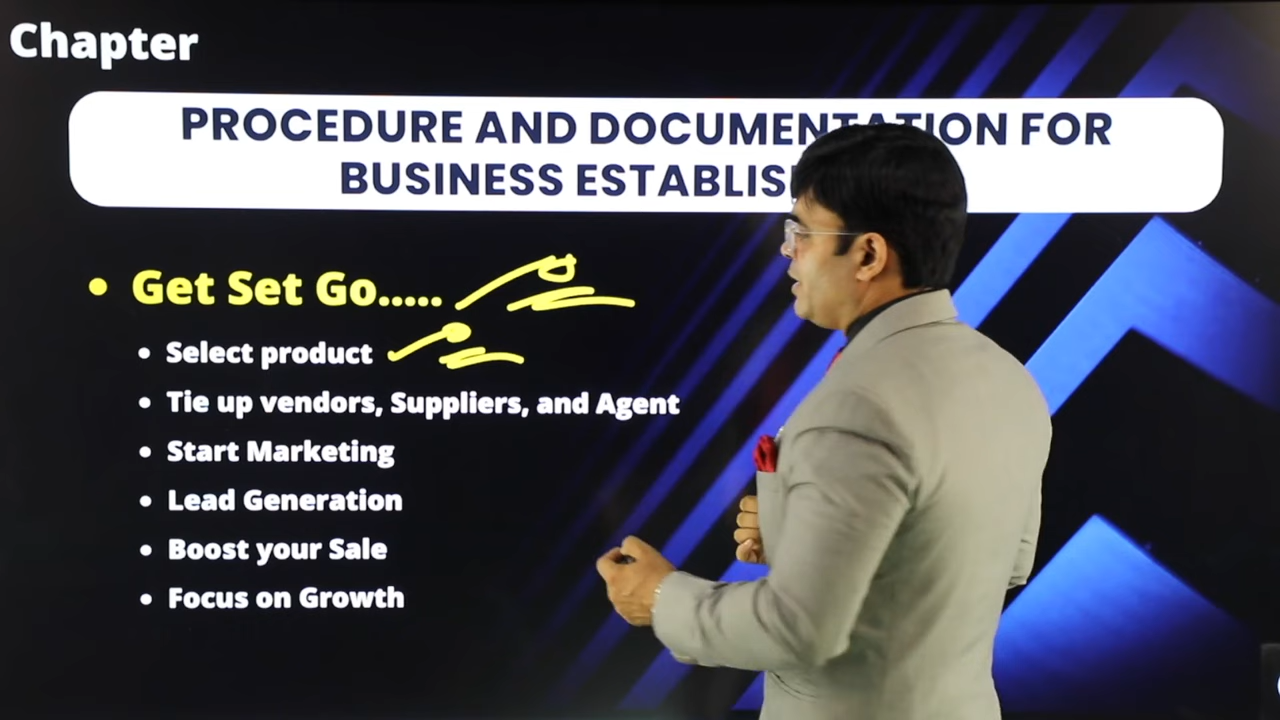 Chapter
PROCEDURE AND DOCUMENTATION FOR
BUSINESS
• Get Set Go.....
• Select product
• Tie up vendors, Suppliers, and Agent
• Start Marketing
• Lead Generation
• Boost your Sale
• Focus on Growth